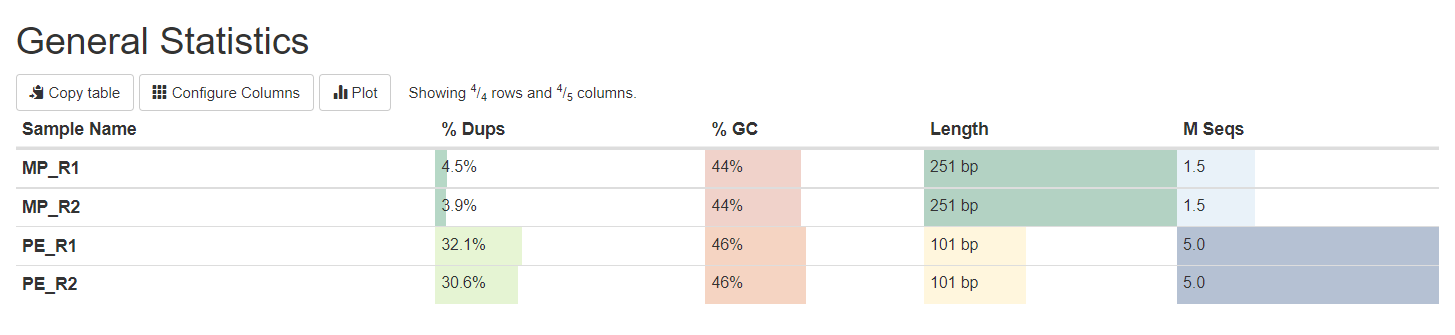 General Statistics
Copy table Configure Columns Plot Showing 4/4 rows and 4/5 columns.
Sample Name % Dups % GC Length M Seqs
MP_R1 4.5% 44% 251 bp 1.5
MP_R2 3.9% 44% 251 bp 1.5
PE_R1 32.1% 46% 101 bp 5.0
PE_R2 30.6% 46% 101 bp 5.0